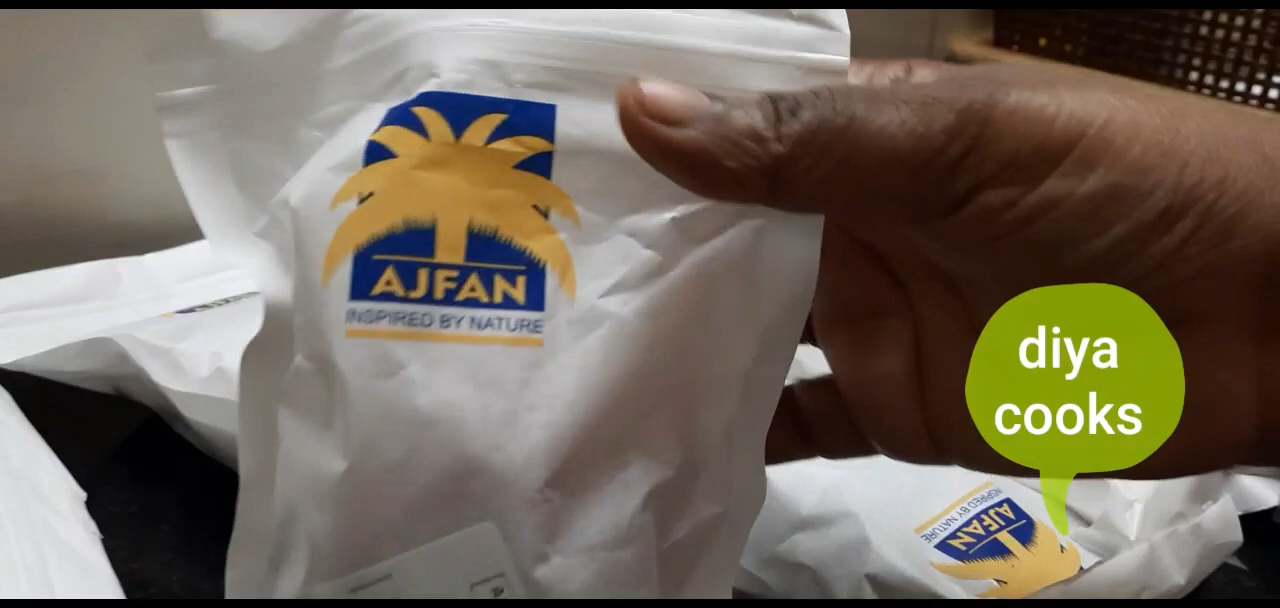 AJFAN
INSPIRED BY NATURE
diya
cooks
INSPIRED BY NATURE
AJFAN